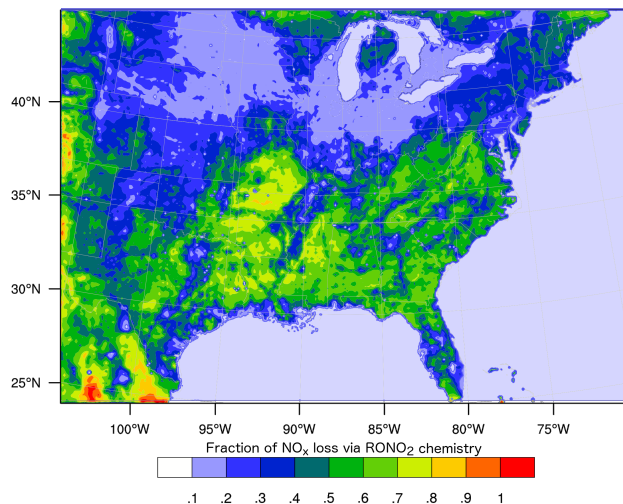 40°N
35°N
30°N
25°N
100°W 95°W 90°W 85°W 80°W 75°W
Fraction of NOₓ loss via RONO₂ chemistry
.1 .2 .3 .4 .5 .6 .7 .8 .9 1